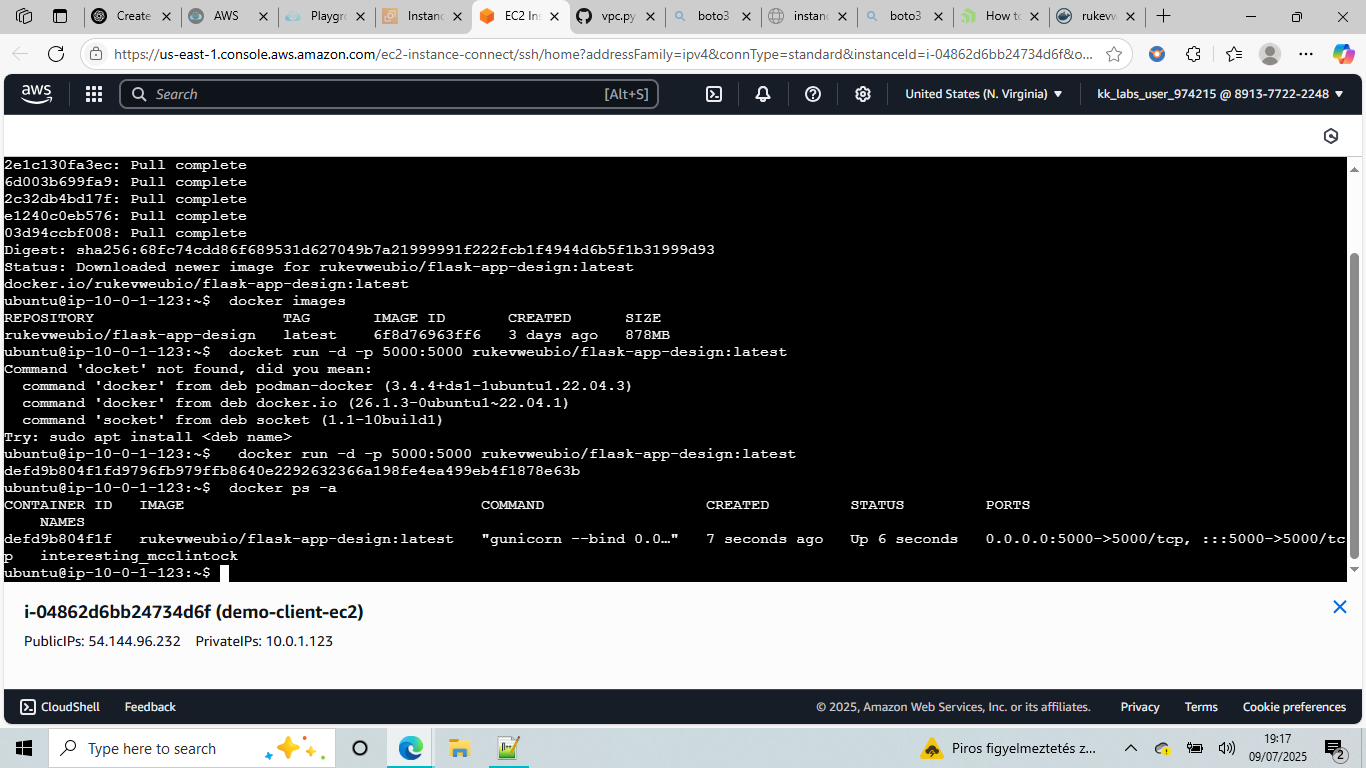 Create
AWS
Playgr
Instanc
EC2 Ins
vpc.py
boto3
instanc
boto3
How to
rukevw
https://us-east-1.console.aws.amazon.com/ec2-instance-connect/ssh/home?addressFamily=ipv4&connType=standard&instanceId=i-04862d6bb24734d6f&o...
aws
Search
[Alt+S]
United States (N. Virginia)
kk_labs_user_974215 @ 8913-7722-2248
2e1c130fa3ec: Pull complete
6d003b699fa9: Pull complete
2c32db4bd17f: Pull complete
e1240c0eb576: Pull complete
03d94ccbf008: Pull complete
Digest: sha256:68fc74cdd86f689531d627049b7a21999991f222fcb1f4944d6b5f1b31999d93
Status: Downloaded newer image for rukevweubio/flask-app-design:latest
docker.io/rukevweubio/flask-app-design:latest
ubuntu@ip-10-0-1-123:~$  docker images
REPOSITORY                     TAG       IMAGE ID       CREATED      SIZE
rukevweubio/flask-app-design   latest    6f8d76963ff6   3 days ago   878MB
ubuntu@ip-10-0-1-123:~$  docket run -d -p 5000:5000 rukevweubio/flask-app-design:latest
Command 'docket' not found, did you mean:
  command 'docker' from deb podman-docker (3.4.4+ds1-1ubuntu1.22.04.3)
  command 'docker' from deb docker.io (26.1.3-0ubuntu1~22.04.1)
  command 'socket' from deb socket (1.1-10build1)
Try: sudo apt install <deb name>
ubuntu@ip-10-0-1-123:~$   docker run -d -p 5000:5000 rukevweubio/flask-app-design:latest
defd9b804f1fd9796fb979ffb8640e2292632366a198fe4ea499eb4f1878e63b
ubuntu@ip-10-0-1-123:~$  docker ps -a
CONTAINER ID   IMAGE                                 COMMAND                  CREATED         STATUS         PORTS
    NAMES
defd9b804f1f   rukevweubio/flask-app-design:latest   "gunicorn --bind 0.0…"   7 seconds ago   Up 6 seconds   0.0.0.0:5000->5000/tcp, :::5000->5000/tc
p   interesting_mcclintock
ubuntu@ip-10-0-1-123:~$
i-04862d6bb24734d6f (demo-client-ec2)
PublicIPs: 54.144.96.232    PrivateIPs: 10.0.1.123
CloudShell
Feedback
© 2025, Amazon Web Services, Inc. or its affiliates.
Privacy
Terms
Cookie preferences
Type here to search
Piros figyelmeztetés z...
19:17
09/07/2025
2